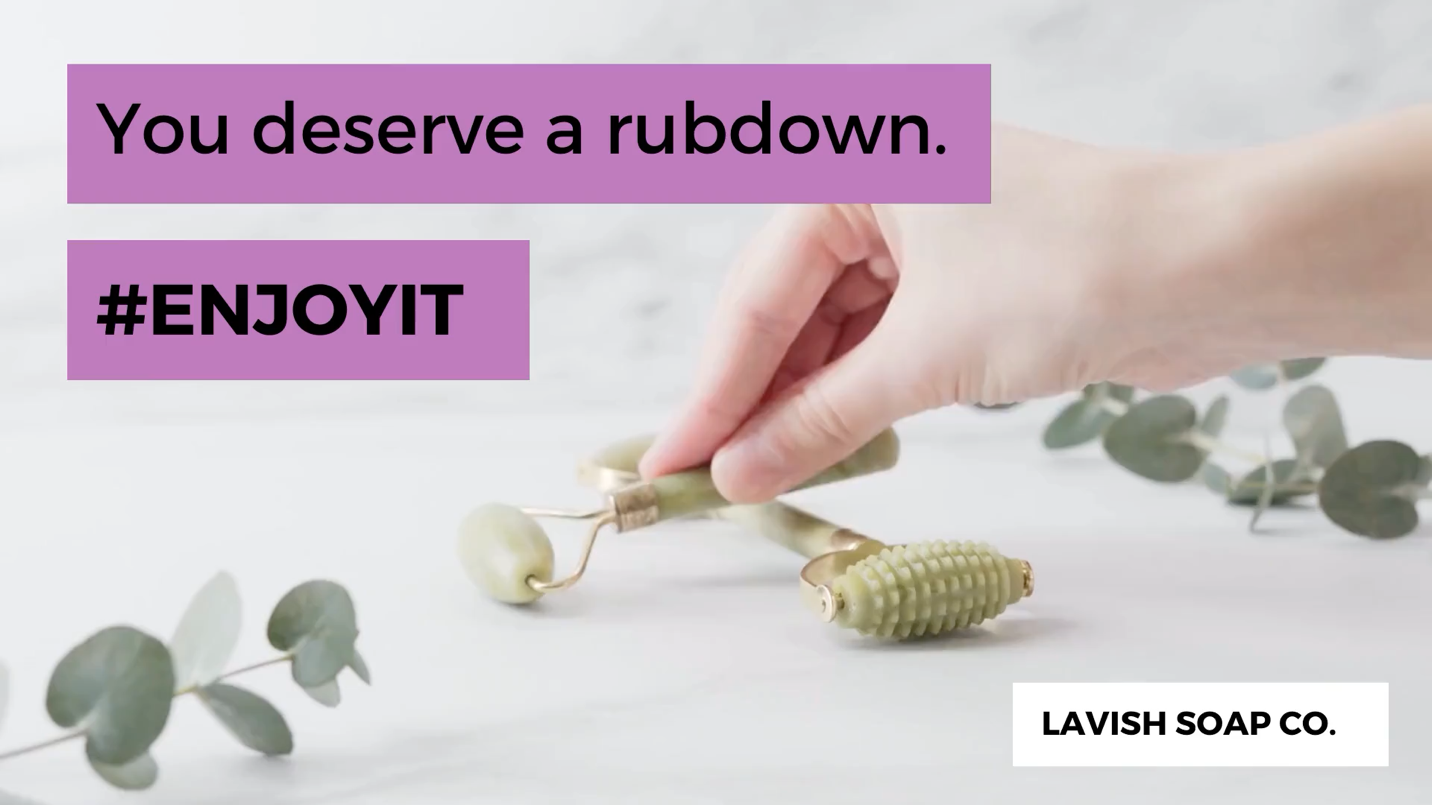 You deserve a rubdown.
#ENJOYIT
LAVISH SOAP CO.